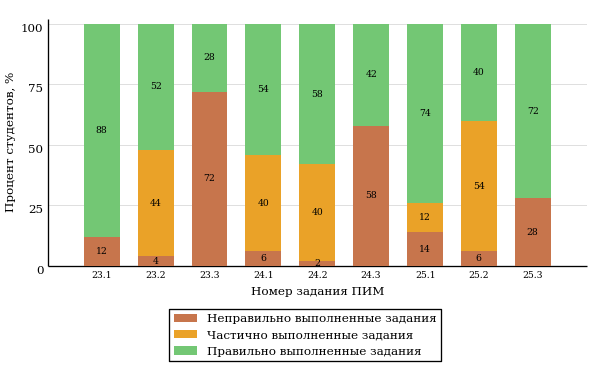 Процент студентов, %
100
75
50
25
0
88 52 28 54 58 42 74 40 72
12 44 72 40 40 58 12 54 28
4 6 2 14 6
23.1 23.2 23.3 24.1 24.2 24.3 25.1 25.2 25.3
Номер задания ПИМ
Неправильно выполненные задания
Частично выполненные задания
Правильно выполненные задания